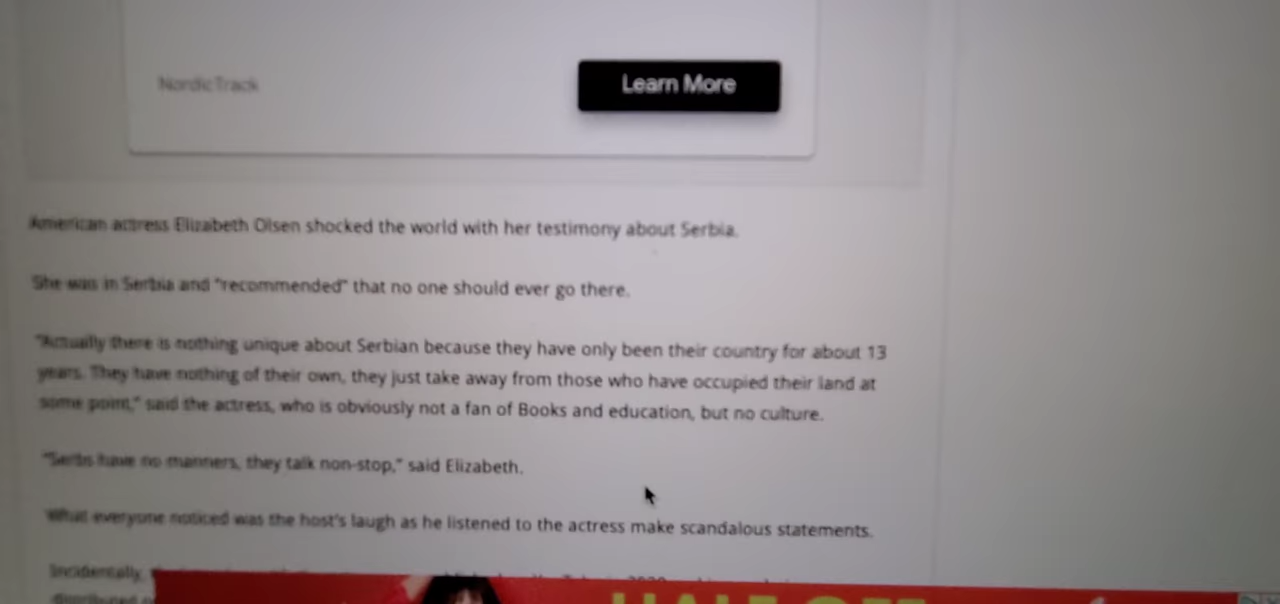 NordicTrack
Learn More
American actress Elizabeth Olsen shocked the world with her testimony about Serbia.
She was in Serbia and "recommended" that no one should ever go there.
"Actually there is nothing unique about Serbian because they have only been their country for about 13
years. They have nothing of their own, they just take away from those who have occupied their land at
some point," said the actress, who is obviously not a fan of Books and education, but no culture.
"Serbs have no manners, they talk non-stop," said Elizabeth.
What everyone noticed was the host's laugh as he listened to the actress make scandalous statements.
Incidentally,